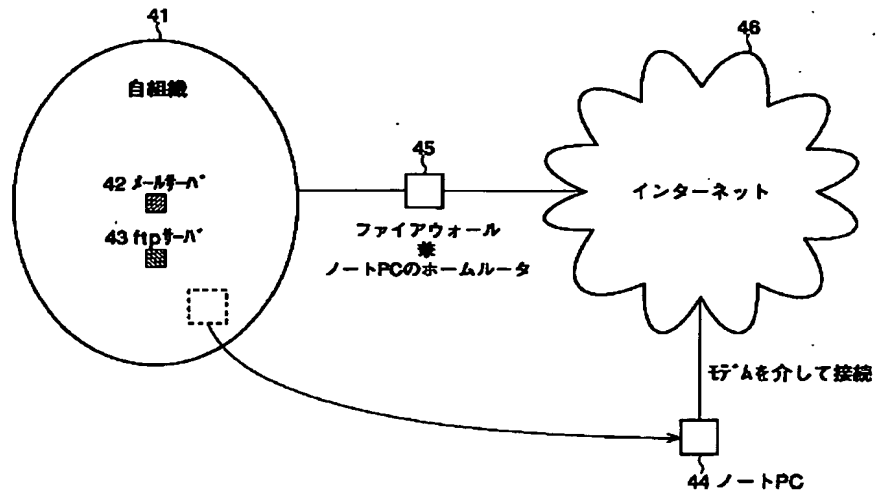 41
自組織
42 メールサーバ
43 ftpサーバ
45
ファイアウォール
兼
ノートPCのホームルータ
46
インターネット
モデムを介して接続
44 ノートPC